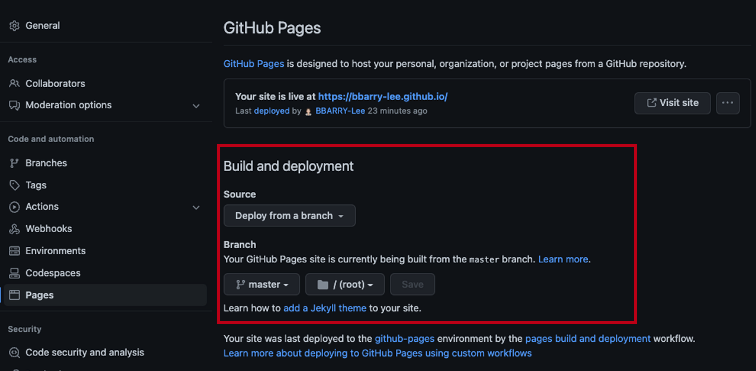 General
Access
Collaborators
Moderation options
Code and automation
Branches
Tags
Actions
Webhooks
Environments
Codespaces
Pages
Security
Code security and analysis
GitHub Pages
GitHub Pages is designed to host your personal, organization, or project pages from a GitHub repository.
Your site is live at https://bbarry-lee.github.io/
Last deployed by BBARRY-Lee 23 minutes ago
Visit site
Build and deployment
Source
Deploy from a branch
Branch
Your GitHub Pages site is currently being built from the master branch. Learn more.
master
/ (root)
Save
Learn how to add a Jekyll theme to your site.
Your site was last deployed to the github-pages environment by the pages build and deployment workflow.
Learn more about deploying to GitHub Pages using custom workflows